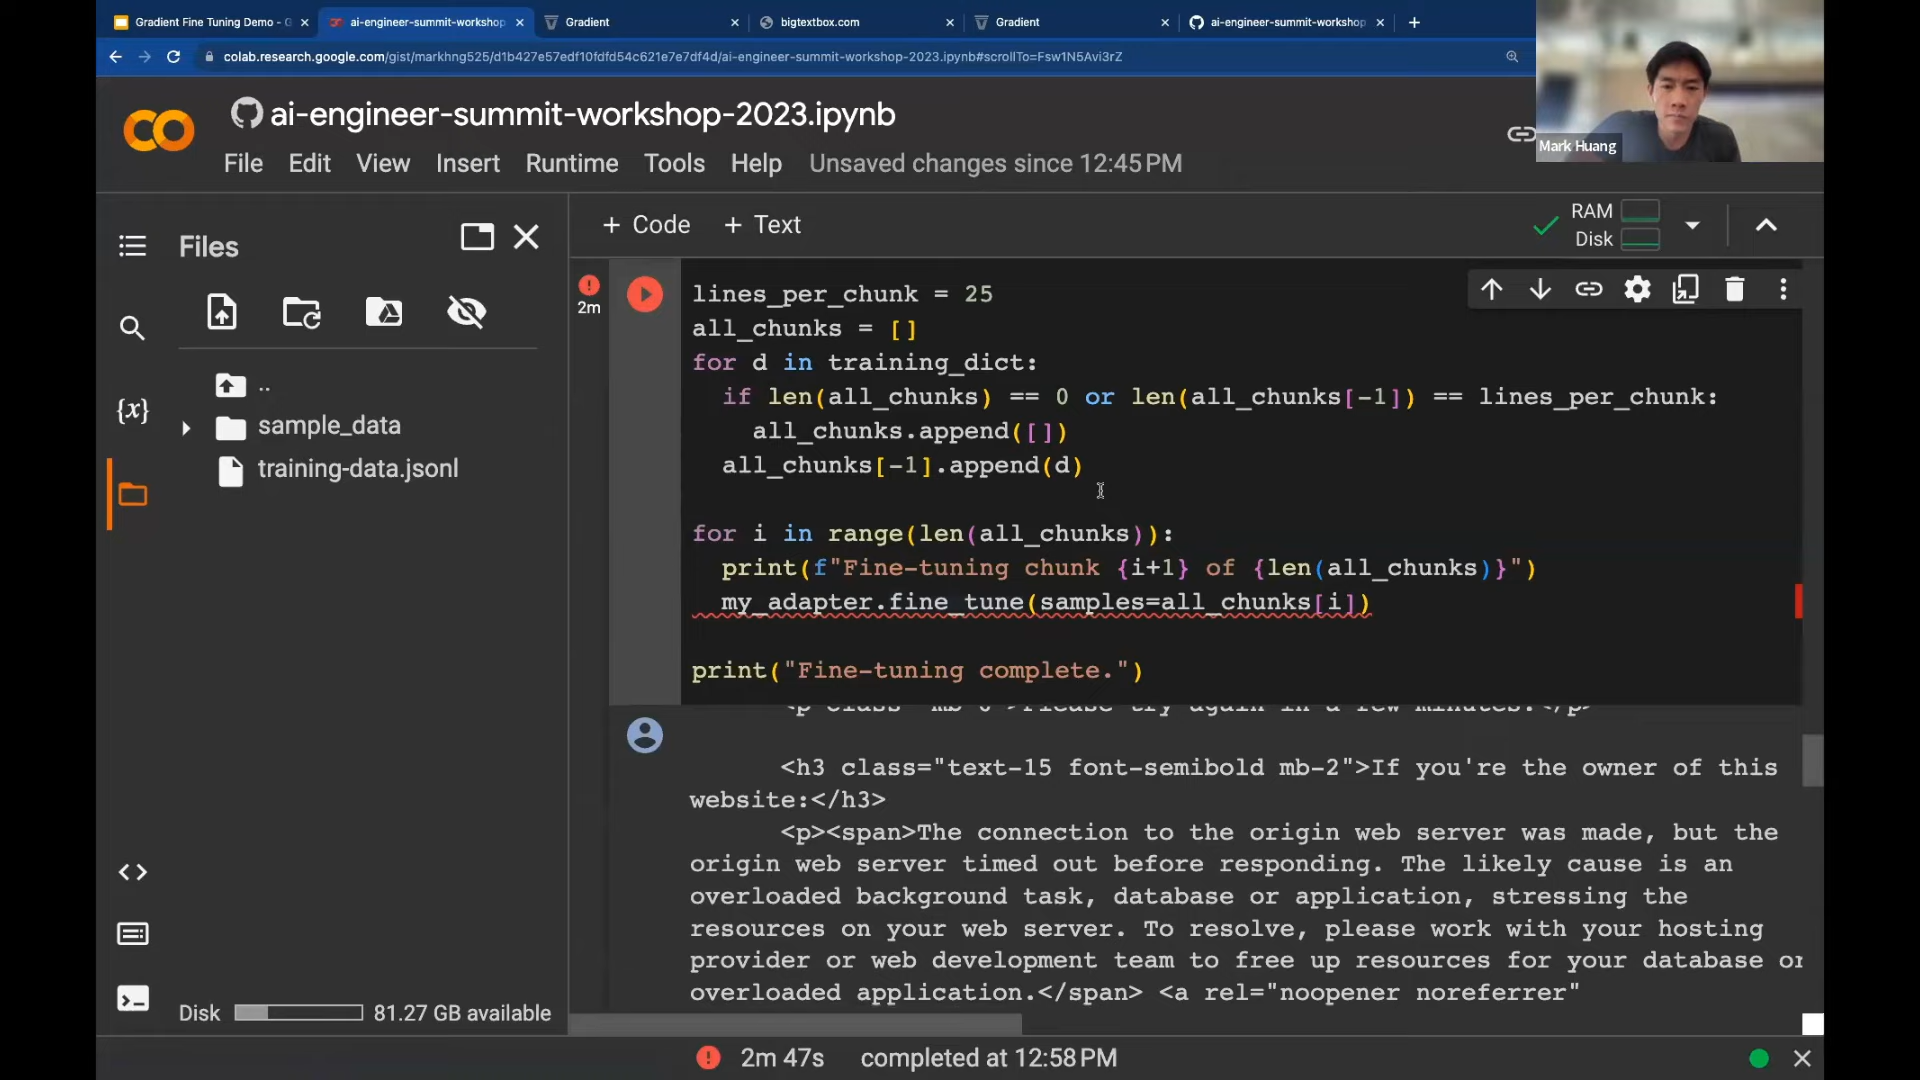 Gradient Fine Tuning Demo - G
ai-engineer-summit-workshop
Gradient
bigtextbox.com
Gradient
ai-engineer-summit-workshop
colab.research.google.com/gist/markhng525/d1b427e57edf10fdfd54c621e7e7df4d/ai-engineer-summit-workshop-2023.ipynb#scrollTo=Fsw1N5Avi3rZ
ai-engineer-summit-workshop-2023.ipynb
File Edit View Insert Runtime Tools Help Unsaved changes since 12:45 PM
Mark Huang
Files
+ Code + Text
RAM
Disk
..
sample_data
training-data.jsonl
{x}
Disk 81.27 GB available
2m
lines_per_chunk = 25
all_chunks = []
for d in training_dict:
if len(all_chunks) == 0 or len(all_chunks[-1]) == lines_per_chunk:
all_chunks.append([])
all_chunks[-1].append(d)
for i in range(len(all_chunks)):
print(f"Fine-tuning chunk {i+1} of {len(all_chunks)}")
my_adapter.fine_tune(samples=all_chunks[i])
print("Fine-tuning complete.")
<p class="mb-6">Please try again in a few minutes.</p>
<h3 class="text-15 font-semibold mb-2">If you're the owner of this
website:</h3>
<p><span>The connection to the origin web server was made, but the
origin web server timed out before responding. The likely cause is an
overloaded background task, database or application, stressing the
resources on your web server. To resolve, please work with your hosting
provider or web development team to free up resources for your database or
overloaded application.</span> <a rel="noopener noreferrer"
2m 47s completed at 12:58 PM